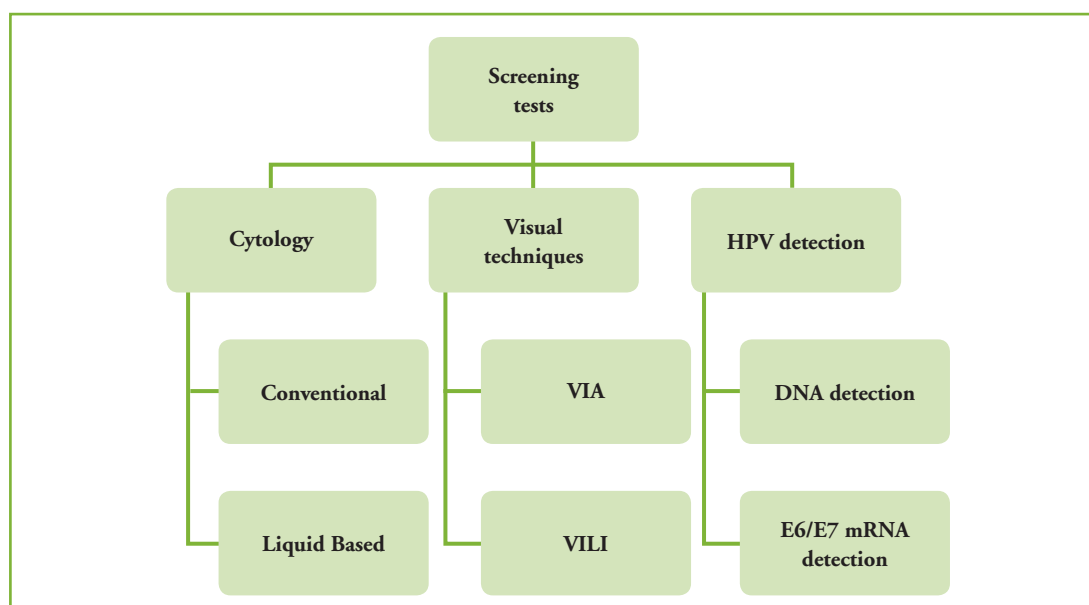 Screening
tests
Cytology
Visual
techniques
HPV detection
Conventional
VIA
DNA detection
Liquid Based
VILI
E6/E7 mRNA
detection